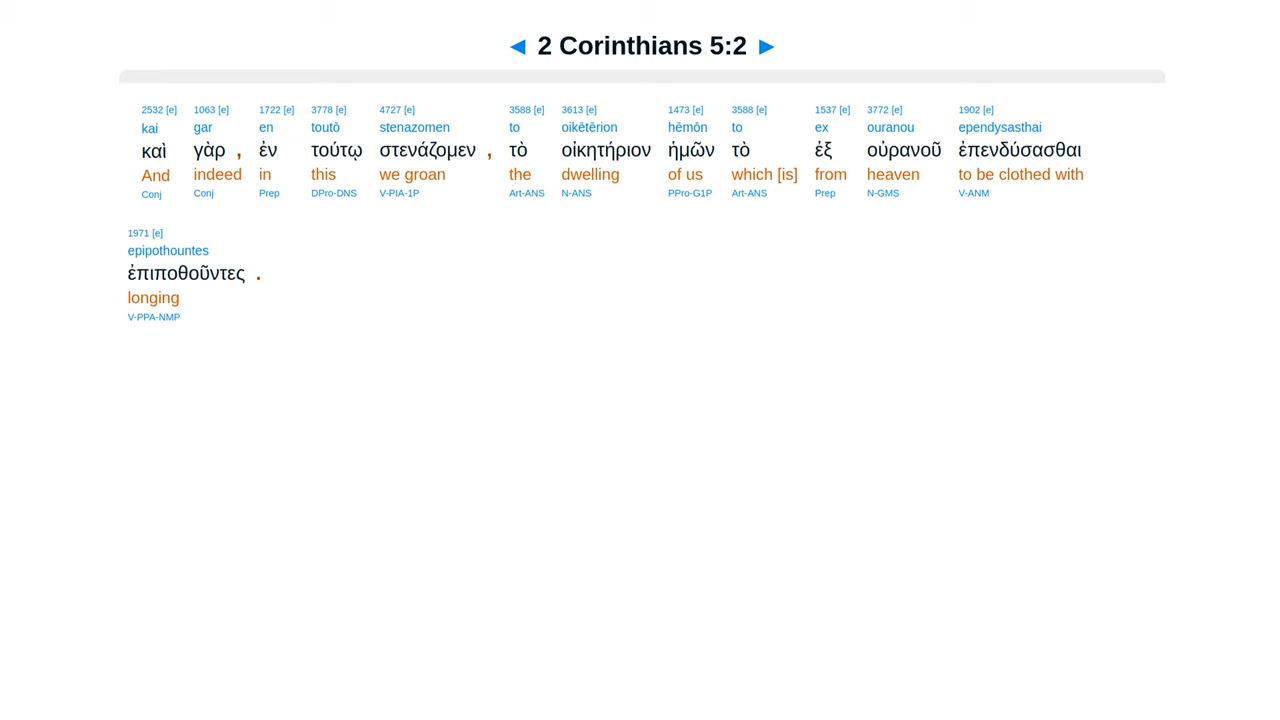 ◄ 2 Corinthians 5:2 ►
2532 [e] 1063 [e] 1722 [e] 3778 [e] 4727 [e] 3588 [e] 3613 [e] 1473 [e] 3588 [e] 1537 [e] 3772 [e] 1902 [e]
kai gar en toutō stenazomen to oikētērion hēmōn to ex ouranou ependysasthai
καὶ γὰρ , ἐν τούτῳ στενάζομεν , τὸ οἰκητήριον ἡμῶν τὸ ἐξ οὐρανοῦ ἐπενδύσασθαι
And indeed in this we groan the dwelling of us which [is] from heaven to be clothed with
Conj Conj Prep DPro-DNS V-PIA-1P Art-ANS N-ANS PPro-G1P Art-ANS Prep N-GMS V-ANM
1971 [e]
epipothountes
ἐπιποθοῦντες .
longing
V-PPA-NMP